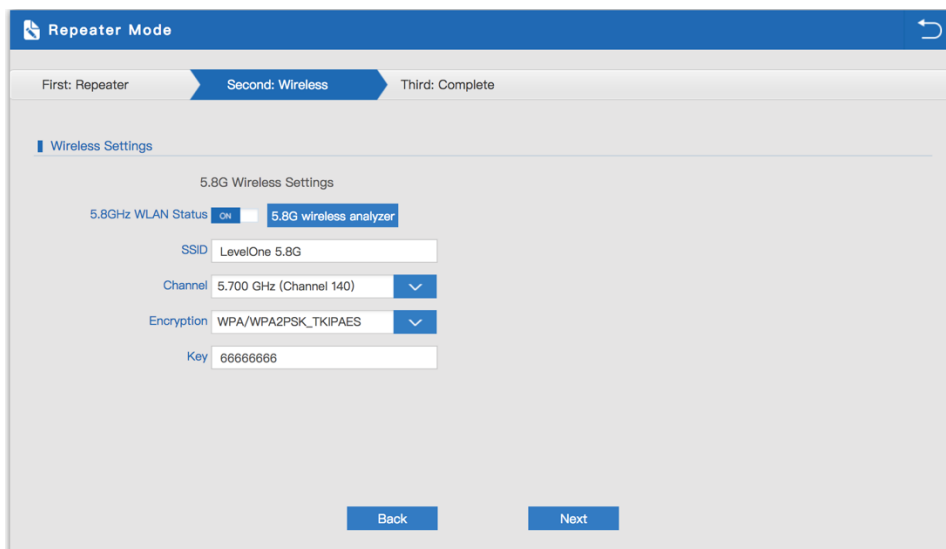 Repeater Mode
First: Repeater
Second: Wireless
Third: Complete
Wireless Settings
5.8G Wireless Settings
5.8GHz WLAN Status ON 5.8G wireless analyzer
SSID LevelOne 5.8G
Channel 5.700 GHz (Channel 140)
Encryption WPA/WPA2PSK_TKIPAES
Key 66666666
Back Next